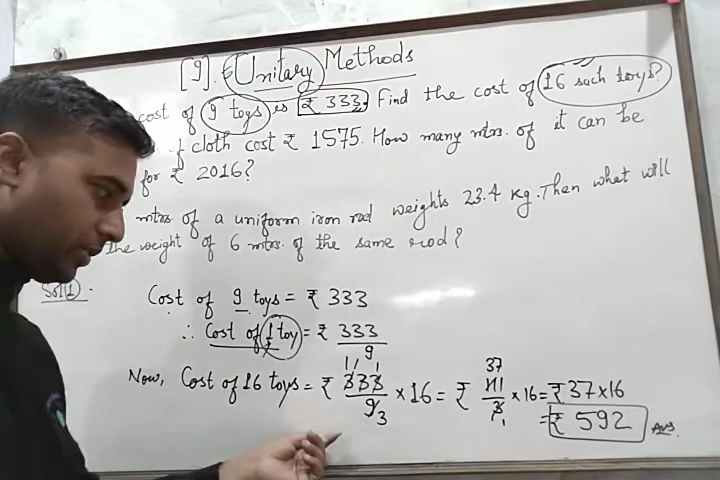 [9]. Unitary Methods
cost of 9 toys is ₹ 333. Find the cost of 16 such toys?
of cloth cost ₹ 1575. How many mtrs. of it can be
for ₹ 2016?
mtrs of a uniform iron rod weights 23.4 kg. Then what will
the weight of 6 mtrs. of the same rod?
Sol(1) -
Cost of 9 toys = ₹ 333
∴ Cost of 1 toy = ₹ 333/9
Now, Cost of 16 toys = ₹ 333/9 × 16 = ₹ 111/3 × 16 = ₹ 37 × 16
= ₹ 592 Ans.